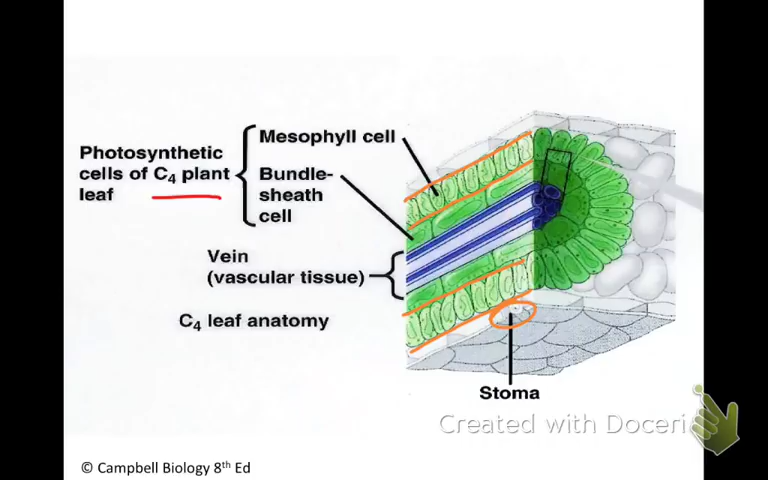 Photosynthetic
cells of C₄ plant
leaf
Mesophyll cell
Bundle-
sheath
cell
Vein
(vascular tissue)
C₄ leaf anatomy
Stoma
Created with Doceri
© Campbell Biology 8th Ed